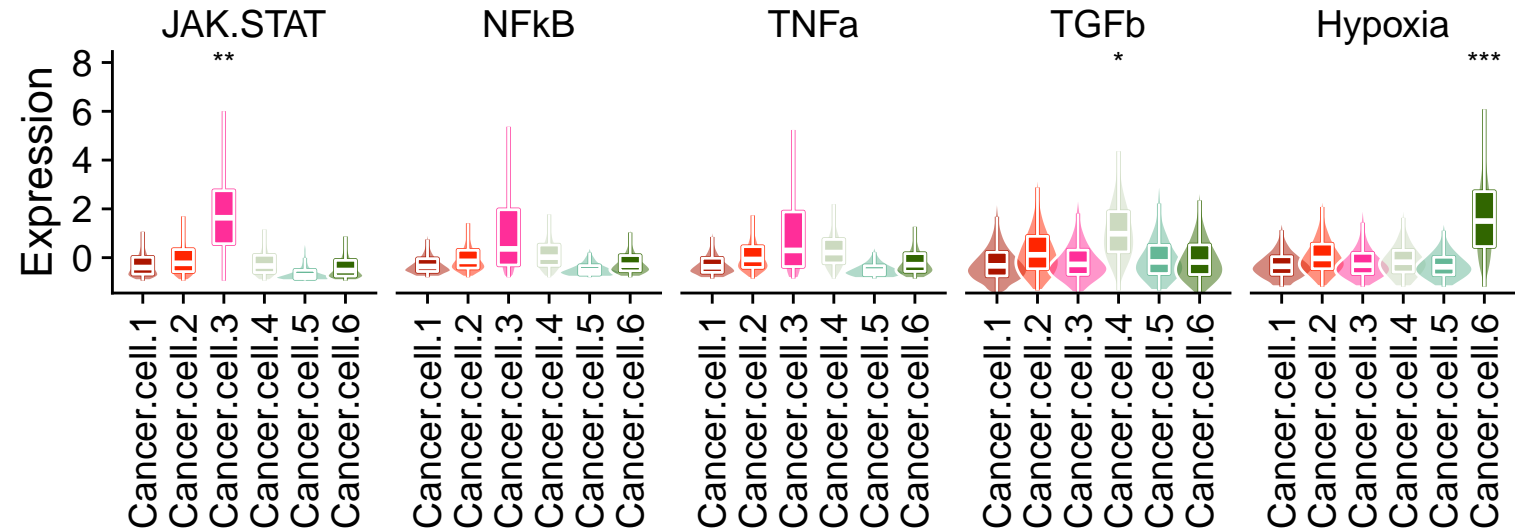 JAK.STAT NFkB TNFa TGFb Hypoxia
** * ***
Expression
8
6
4
2
0
Cancer.cell.1 Cancer.cell.2 Cancer.cell.3 Cancer.cell.4 Cancer.cell.5 Cancer.cell.6
Cancer.cell.1 Cancer.cell.2 Cancer.cell.3 Cancer.cell.4 Cancer.cell.5 Cancer.cell.6
Cancer.cell.1 Cancer.cell.2 Cancer.cell.3 Cancer.cell.4 Cancer.cell.5 Cancer.cell.6
Cancer.cell.1 Cancer.cell.2 Cancer.cell.3 Cancer.cell.4 Cancer.cell.5 Cancer.cell.6
Cancer.cell.1 Cancer.cell.2 Cancer.cell.3 Cancer.cell.4 Cancer.cell.5 Cancer.cell.6